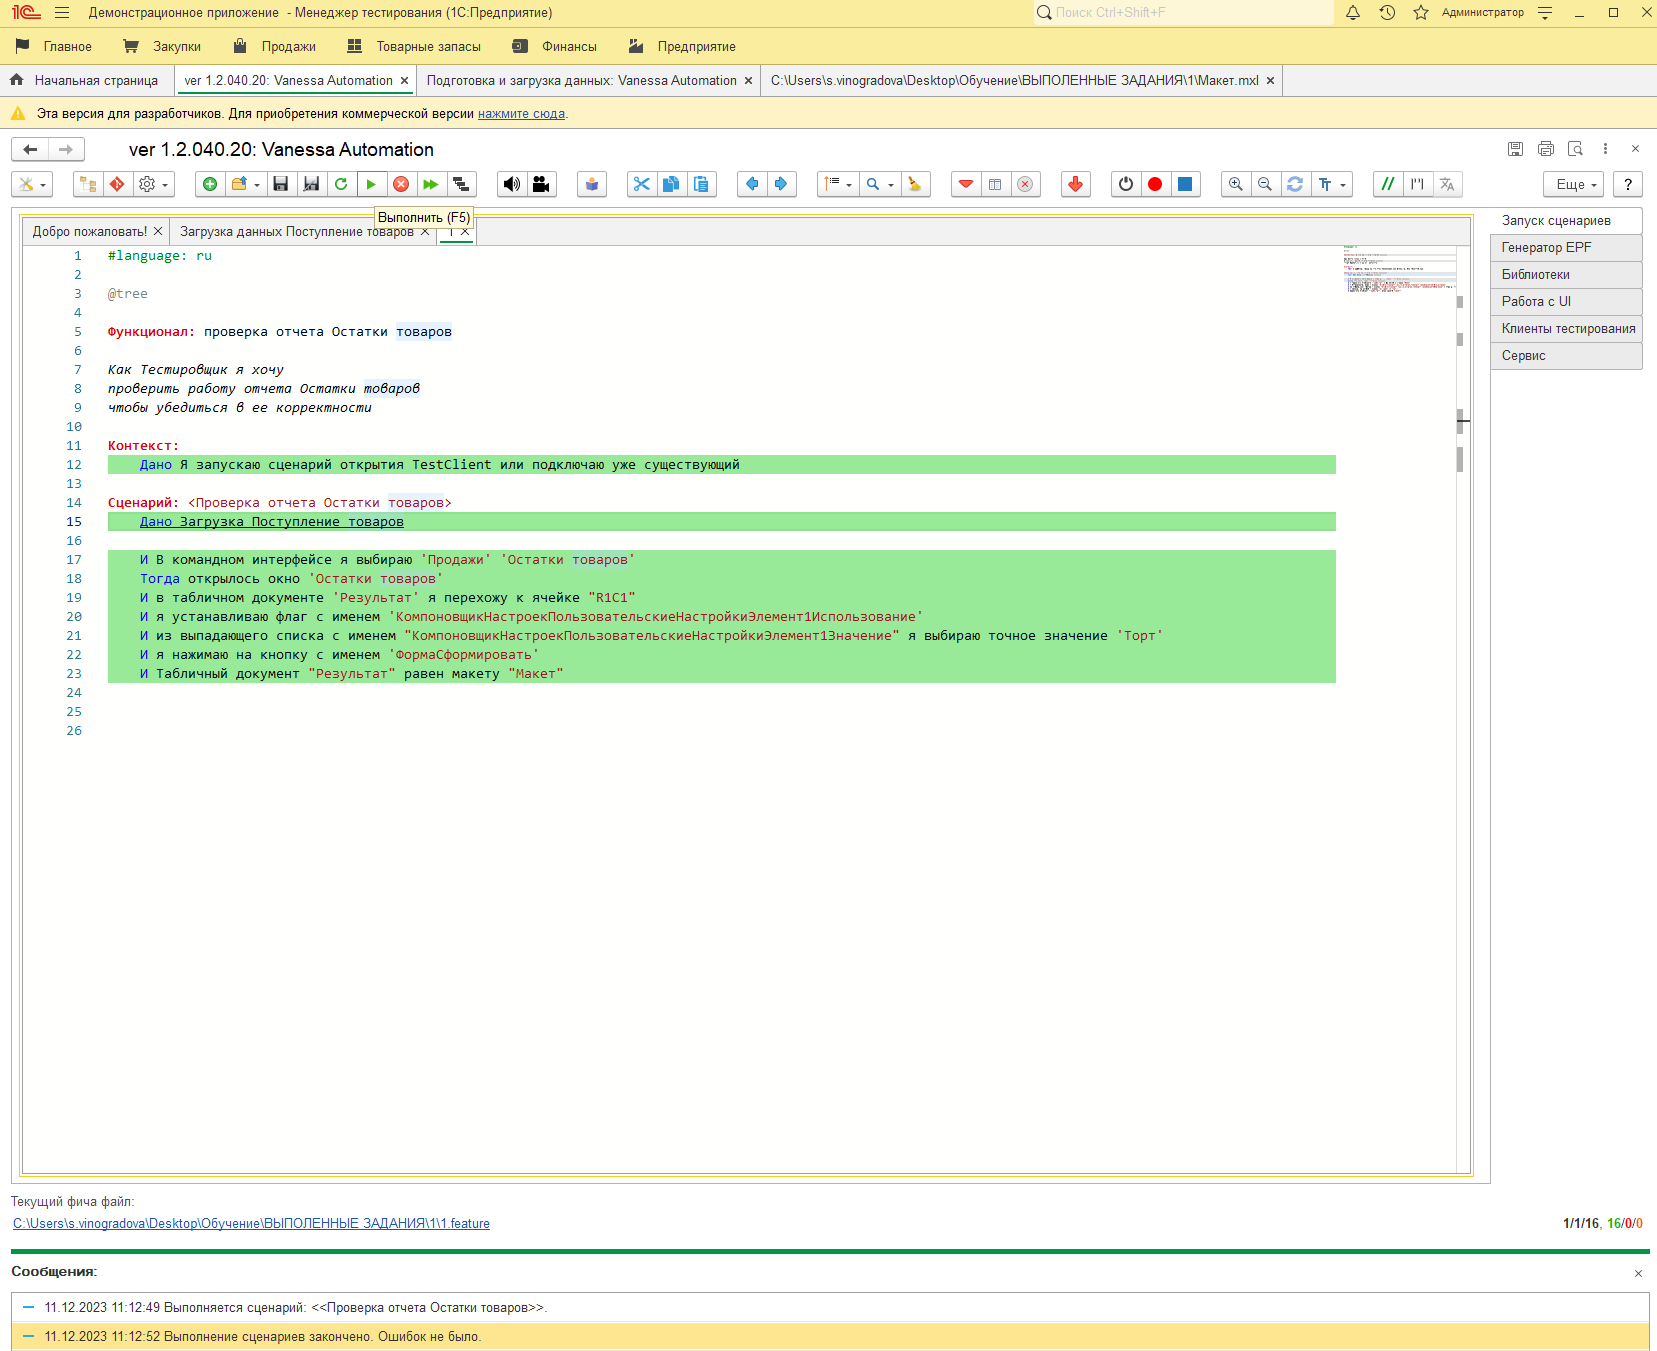 Демонстрационное приложение - Менеджер тестирования (1С:Предприятие)
Поиск Ctrl+Shift+F
Администратор
Главное Закупки Продажи Товарные запасы Финансы Предприятие
Начальная страница
ver 1.2.040.20: Vanessa Automation ×
Подготовка и загрузка данных: Vanessa Automation ×
C:\Users\s.vinogradova\Desktop\Обучение\ВЫПОЛЕННЫЕ ЗАДАНИЯ\1\Макет.mxl ×
Эта версия для разработчиков. Для приобретения коммерческой версии нажмите сюда.
ver 1.2.040.20: Vanessa Automation
Еще ?
Выполнить (F5)
Добро пожаловать! × Загрузка данных Поступление товаров × 1 ×
Запуск сценариев
Генератор EPF
Библиотеки
Работа с UI
Клиенты тестирования
Сервис
1 #language: ru
2
3 @tree
4
5 Функционал: проверка отчета Остатки товаров
6
7 Как Тестировщик я хочу
8 проверить работу отчета Остатки товаров
9 чтобы убедиться в ее корректности
10
11 Контекст:
12 Дано Я запускаю сценарий открытия TestClient или подключаю уже существующий
13
14 Сценарий: <Проверка отчета Остатки товаров>
15 Дано Загрузка Поступление товаров
16
17 И В командном интерфейсе я выбираю 'Продажи' 'Остатки товаров'
18 Тогда открылось окно 'Остатки товаров'
19 И в табличном документе 'Результат' я перехожу к ячейке "R1C1"
20 И я устанавливаю флаг с именем 'КомпоновщикНастроекПользовательскиеНастройкиЭлемент1Использование'
21 И из выпадающего списка с именем "КомпоновщикНастроекПользовательскиеНастройкиЭлемент1Значение" я выбираю точное значение 'Торт'
22 И я нажимаю на кнопку с именем 'ФормаСформировать'
23 И Табличный документ "Результат" равен макету "Макет"
24
25
26
Текущий фича файл:
C:\Users\s.vinogradova\Desktop\Обучение\ВЫПОЛЕННЫЕ ЗАДАНИЯ\1\1.feature
1/1/16, 16/0/0
Сообщения:
11.12.2023 11:12:49 Выполняется сценарий: <<Проверка отчета Остатки товаров>>.
11.12.2023 11:12:52 Выполнение сценариев закончено. Ошибок не было.